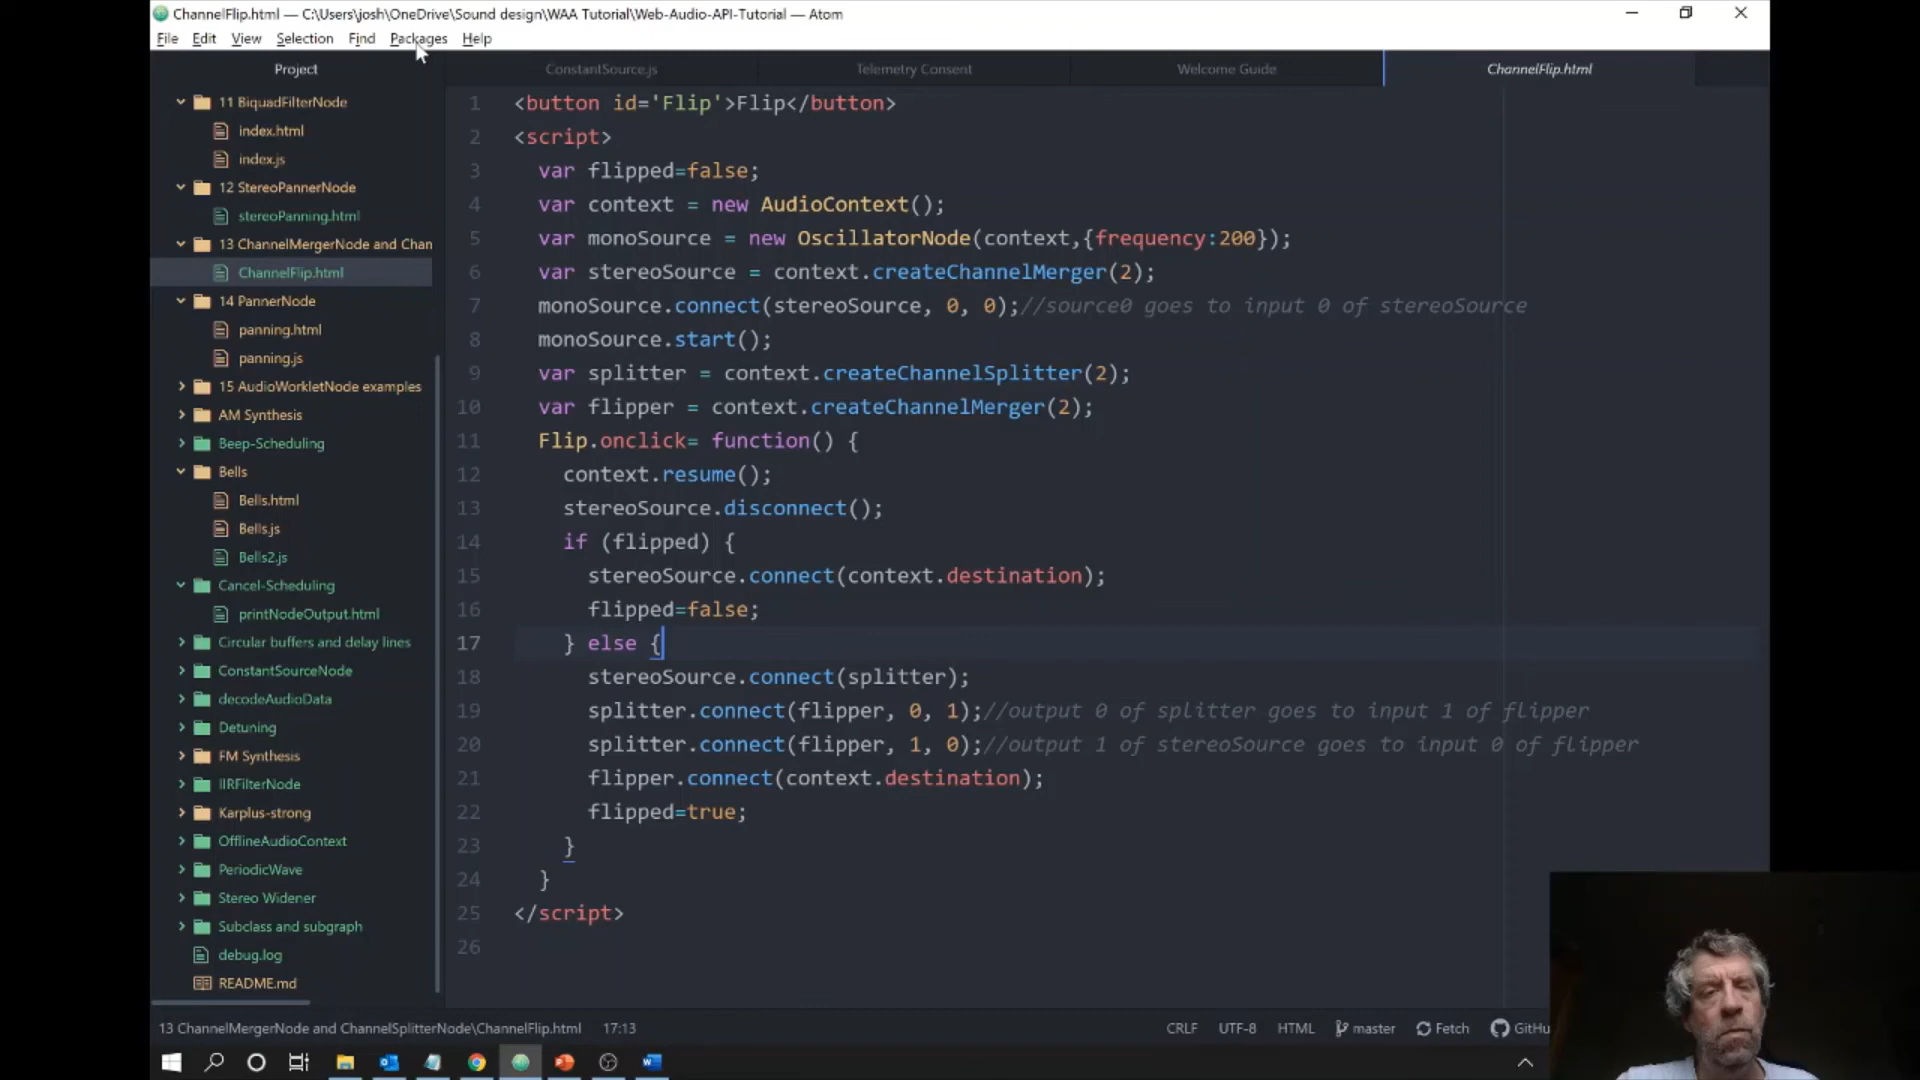 ChannelFlip.html — C:\Users\josh\OneDrive\Sound design\WAA Tutorial\Web-Audio-API-Tutorial — Atom
File Edit View Selection Find Packages Help
Project
ConstantSource.js
Telemetry Consent
Welcome Guide
ChannelFlip.html
11 BiquadFilterNode
index.html
index.js
12 StereoPannerNode
stereoPanning.html
13 ChannelMergerNode and Chan
ChannelFlip.html
14 PannerNode
panning.html
panning.js
15 AudioWorkletNode examples
AM Synthesis
Beep-Scheduling
Bells
Bells.html
Bells.js
Bells2.js
Cancel-Scheduling
printNodeOutput.html
Circular buffers and delay lines
ConstantSourceNode
decodeAudioData
Detuning
FM Synthesis
IIRFilterNode
Karplus-strong
OfflineAudioContext
PeriodicWave
Stereo Widener
Subclass and subgraph
debug.log
README.md
1 <button id='Flip'>Flip</button>
2 <script>
3 var flipped=false;
4 var context = new AudioContext();
5 var monoSource = new OscillatorNode(context,{frequency:200});
6 var stereoSource = context.createChannelMerger(2);
7 monoSource.connect(stereoSource, 0, 0);//source0 goes to input 0 of stereoSource
8 monoSource.start();
9 var splitter = context.createChannelSplitter(2);
10 var flipper = context.createChannelMerger(2);
11 Flip.onclick= function() {
12 context.resume();
13 stereoSource.disconnect();
14 if (flipped) {
15 stereoSource.connect(context.destination);
16 flipped=false;
17 } else {
18 stereoSource.connect(splitter);
19 splitter.connect(flipper, 0, 1);//output 0 of splitter goes to input 1 of flipper
20 splitter.connect(flipper, 1, 0);//output 1 of stereoSource goes to input 0 of flipper
21 flipper.connect(context.destination);
22 flipped=true;
23 }
24 }
25 </script>
26
13 ChannelMergerNode and ChannelSplitterNode\ChannelFlip.html 17:13
CRLF UTF-8 HTML master Fetch GitHu